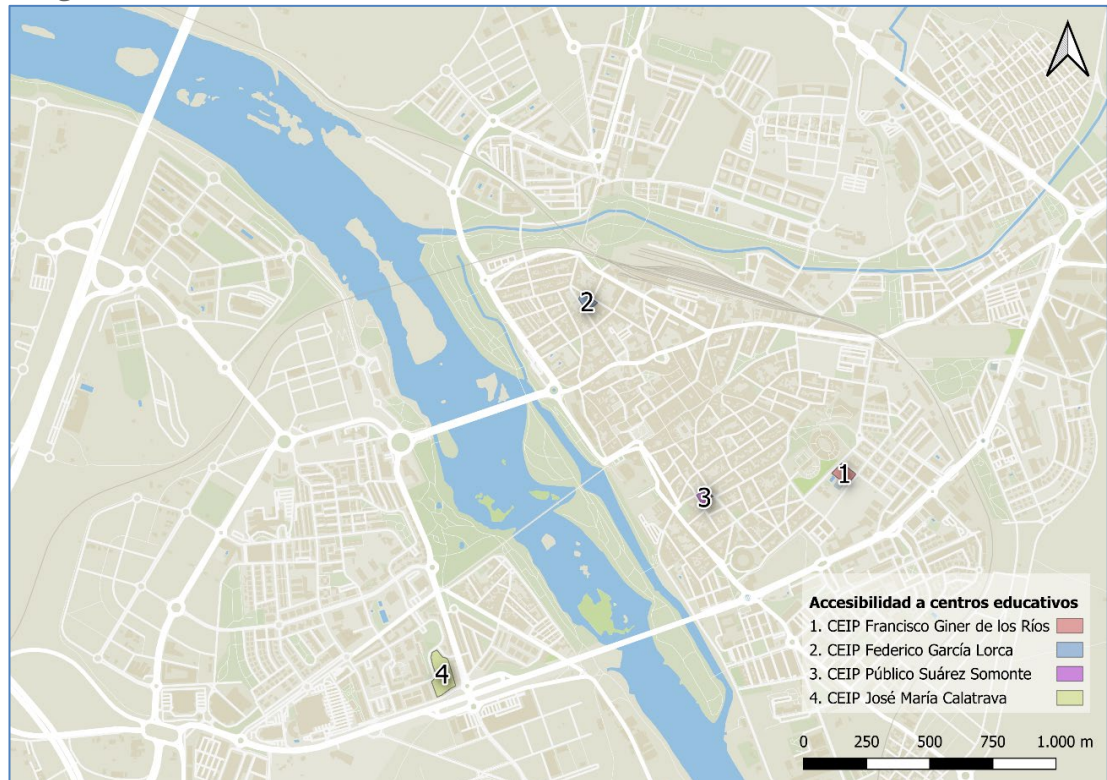 2
1
3
4
Accesibilidad a centros educativos
1. CEIP Francisco Giner de los Ríos
2. CEIP Federico García Lorca
3. CEIP Público Suárez Somonte
4. CEIP José María Calatrava
0 250 500 750 1.000 m